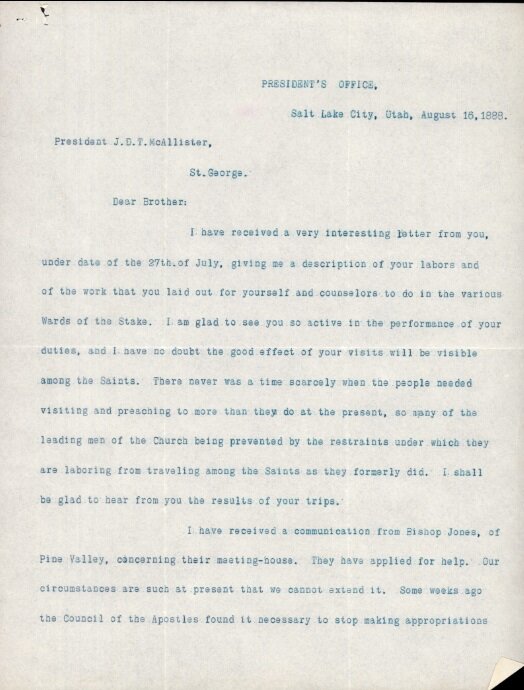 PRESIDENT'S OFFICE,
Salt Lake City, Utah, August 16,1888.
President J.D.T.McAllister,
St.George.
Dear Brother:
I have received a very interesting letter from you,
under date of the 27th.of July, giving me a description of your labors and
of the work that you laid out for yourself and counselors to do in the various
Wards of the Stake. I am glad to see you so active in the performance of your
duties, and I have no doubt the good effect of your visits will be visible
among the Saints. There never was a time scarcely when the people needed
visiting and preaching to more than they do at the present, so many of the
leading men of the Church being prevented by the restraints under which they
are laboring from traveling among the Saints as they formerly did. I shall
be glad to hear from you the results of your trips.
I have received a communication from Bishop Jones, of
Pine Valley, concerning their meeting-house. They have applied for help. Our
circumstances are such at present that we cannot extend it. Some weeks ago
the Council of the Apostles found it necessary to stop making appropriations